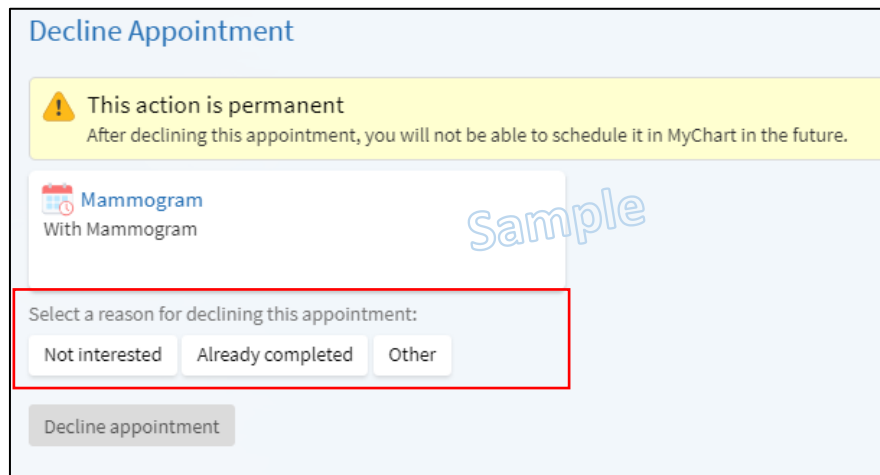 Decline Appointment
This action is permanent
After declining this appointment, you will not be able to schedule it in MyChart in the future.
Mammogram
With Mammogram
Sample
Select a reason for declining this appointment:
Not interested Already completed Other
Decline appointment